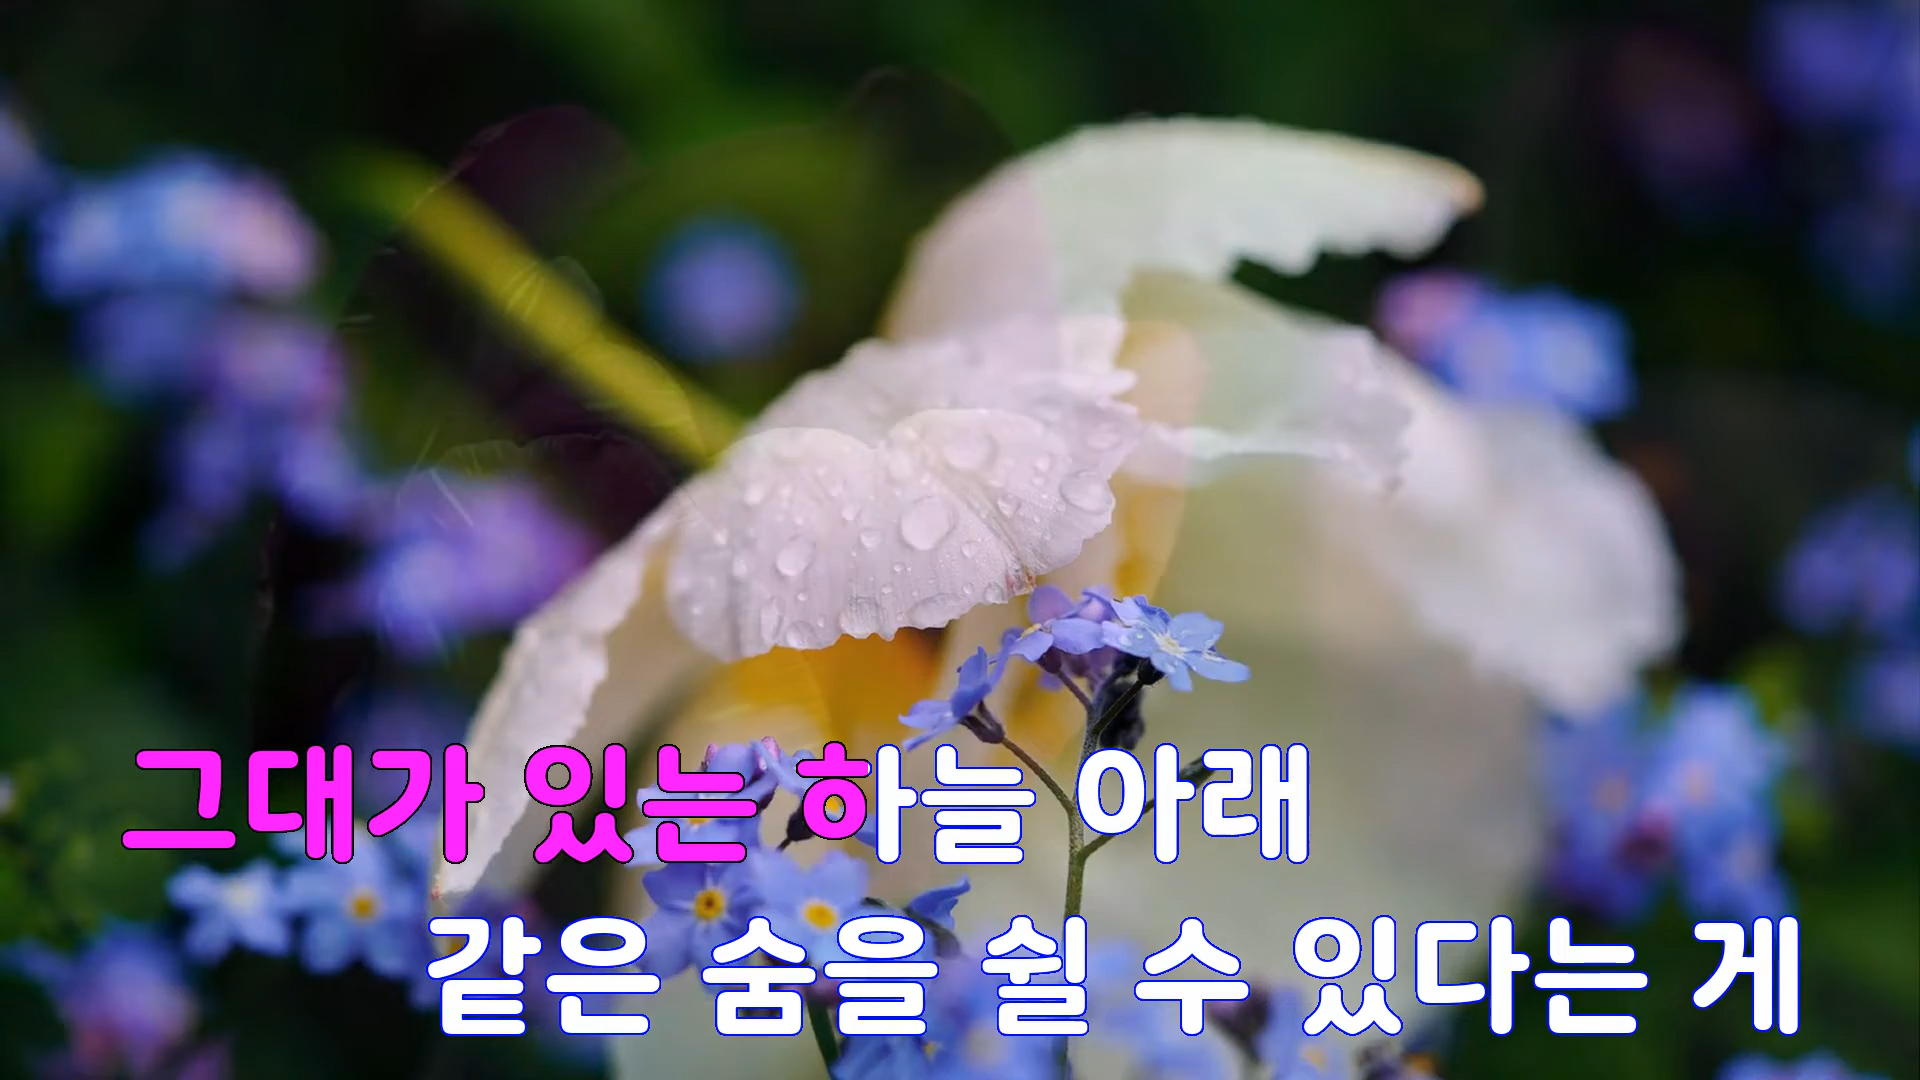 그대가 있는 하늘 아래
같은 숨을 쉴 수 있다는 게